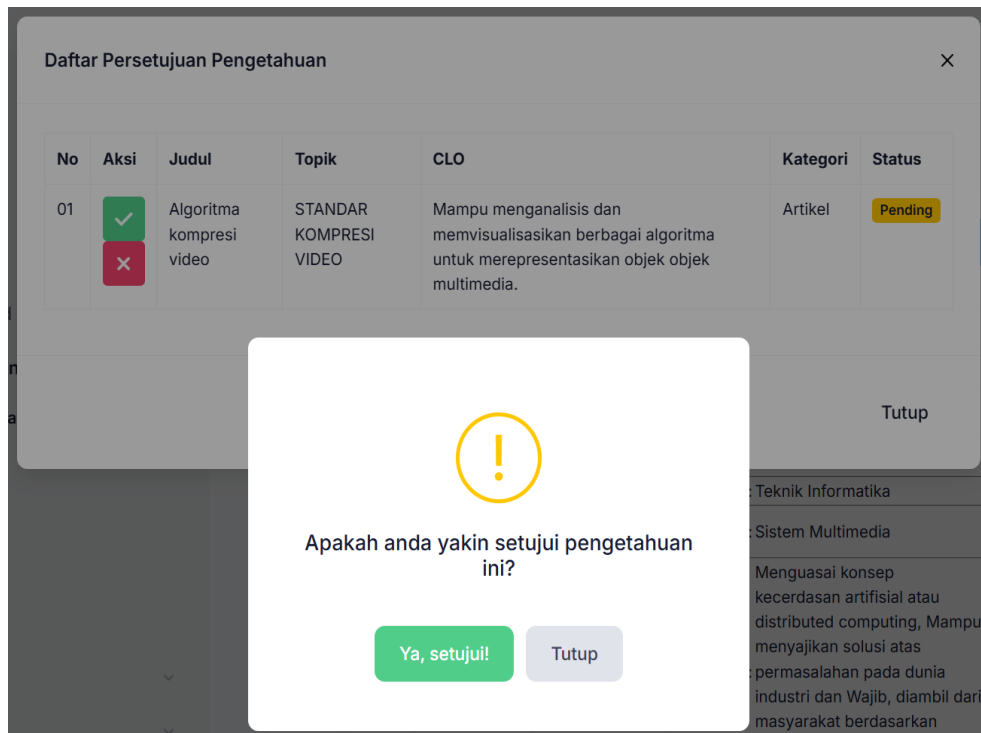 Daftar Persetujuan Pengetahuan
No Aksi Judul Topik CLO Kategori Status
01 Algoritma STANDAR Mampu menganalisis dan Artikel Pending
kompresi KOMPRESI memvisualisasikan berbagai algoritma
video VIDEO untuk merepresentasikan objek objek
multimedia.
Tutup
Apakah anda yakin setujui pengetahuan
ini?
Ya, setujui! Tutup
: Teknik Informatika
: Sistem Multimedia
Menguasai konsep
kecerdasan artifisial atau
distributed computing, Mampu
menyajikan solusi atas
: permasalahan pada dunia
industri dan Wajib, diambil dari
masyarakat berdasarkan